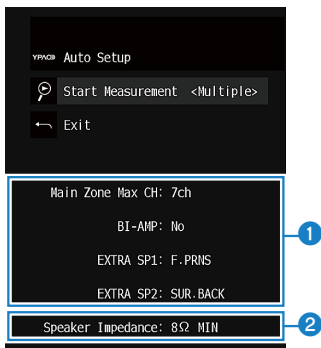 YPAO Auto Setup
Start Measurement <Multiple>
Exit
Main Zone Max CH: 7ch
BI-AMP: No
EXTRA SP1: F.PRNS
EXTRA SP2: SUR.BACK
1
Speaker Impedance: 8Ω MIN
2